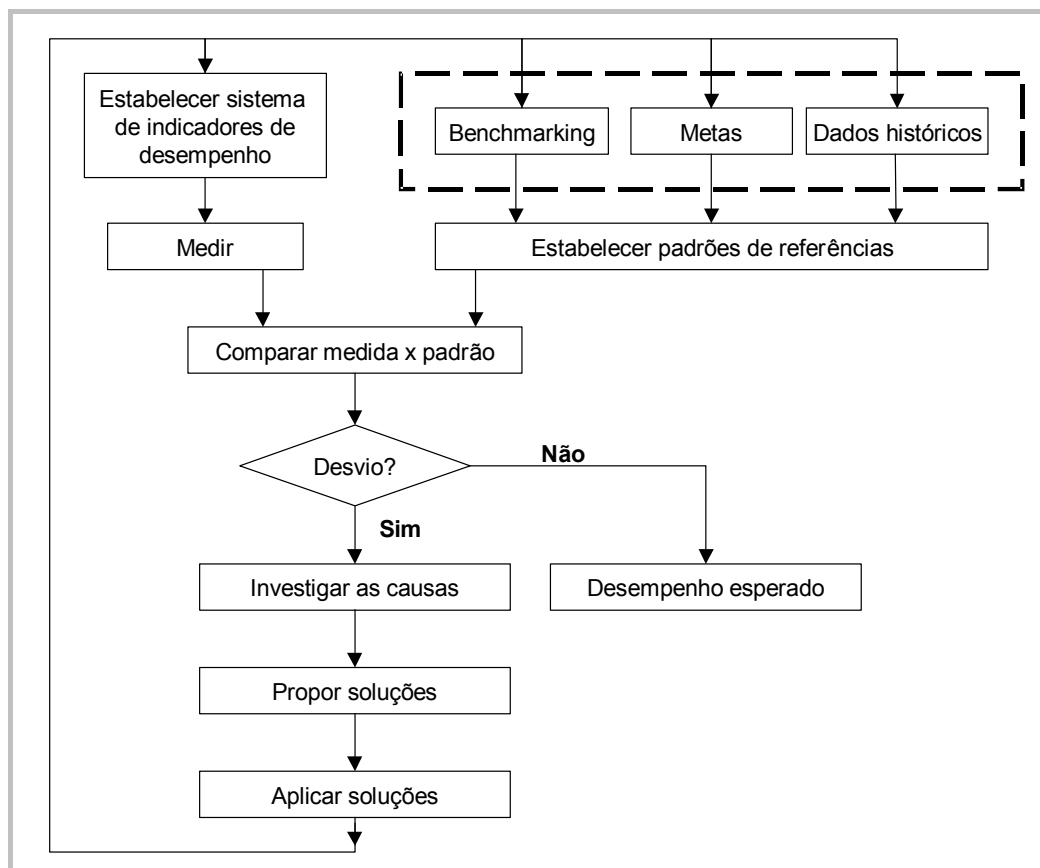 Estabelecer sistema
de indicadores de
desempenho
Benchmarking
Metas
Dados históricos
Medir
Estabelecer padrões de referências
Comparar medida x padrão
Desvio?
Não
Sim
Investigar as causas
Desempenho esperado
Propor soluções
Aplicar soluções